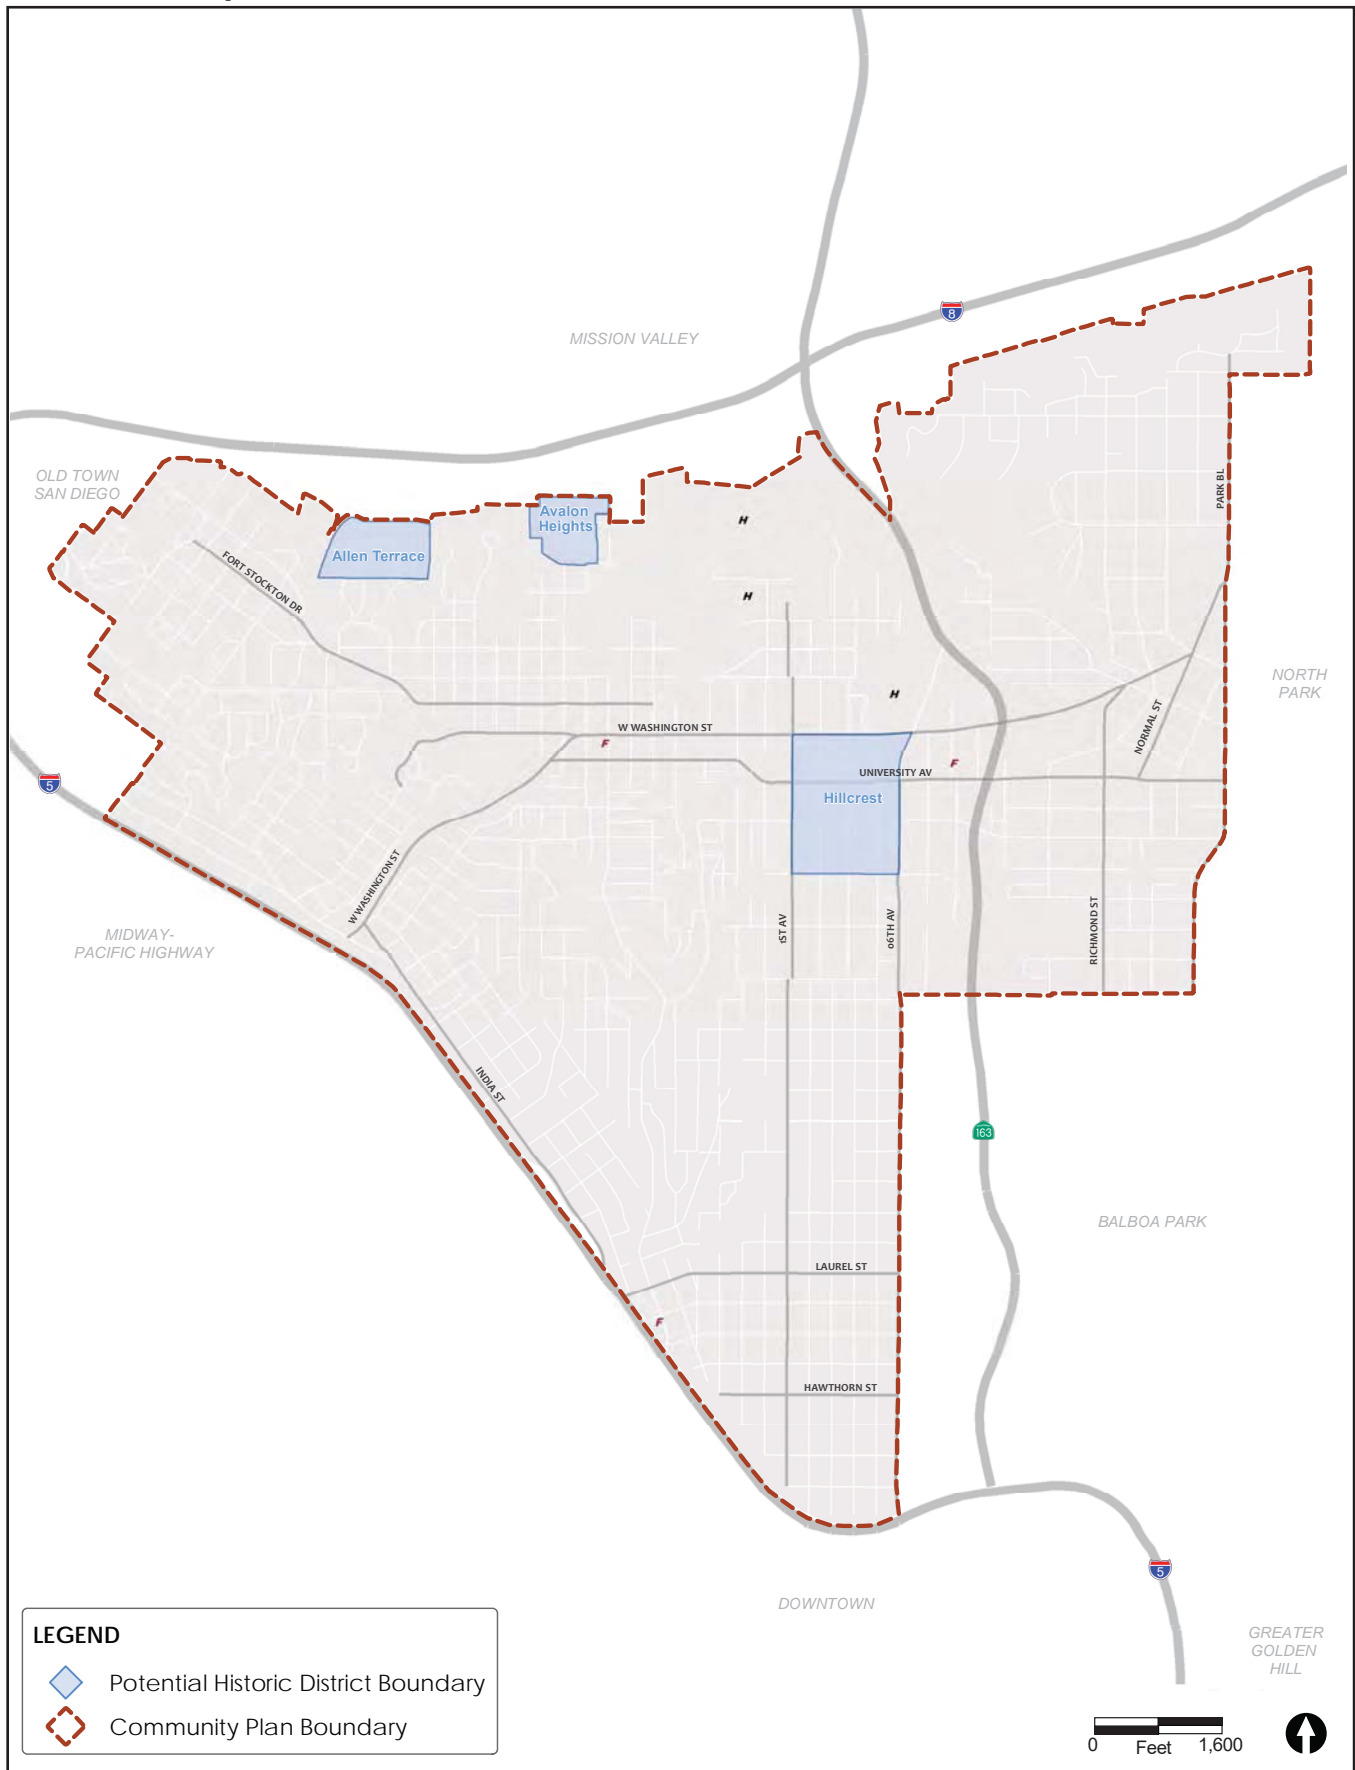 8
MISSION VALLEY
OLD TOWN
SAN DIEGO
PARK BL
Avalon
Heights
Allen Terrace
H
FORT STOCKTON DR
H
NORTH
PARK
H
NORMAL ST
W WASHINGTON ST
F
F
UNIVERSITY AV
5
Hillcrest
W WASHINGTON ST
1ST AV
06TH AV
RICHMOND ST
MIDWAY-
PACIFIC HIGHWAY
INDIA ST
163
BALBOA PARK
LAUREL ST
F
HAWTHORN ST
5
DOWNTOWN
GREATER
GOLDEN
HILL
LEGEND
Potential Historic District Boundary
Community Plan Boundary
0 Feet 1,600